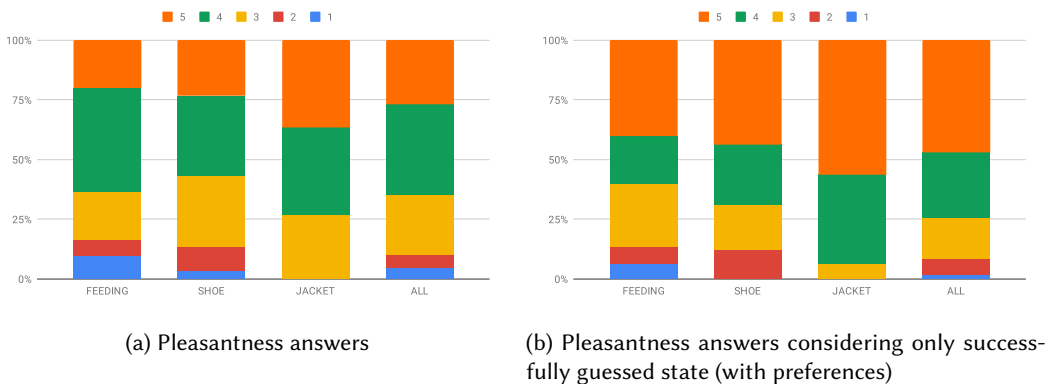 5 4 3 2 1
100%
75%
50%
25%
0%
FEEDING SHOE JACKET ALL
(a) Pleasantness answers
5 4 3 2 1
100%
75%
50%
25%
0%
FEEDING SHOE JACKET ALL
(b) Pleasantness answers considering only success-
fully guessed state (with preferences)